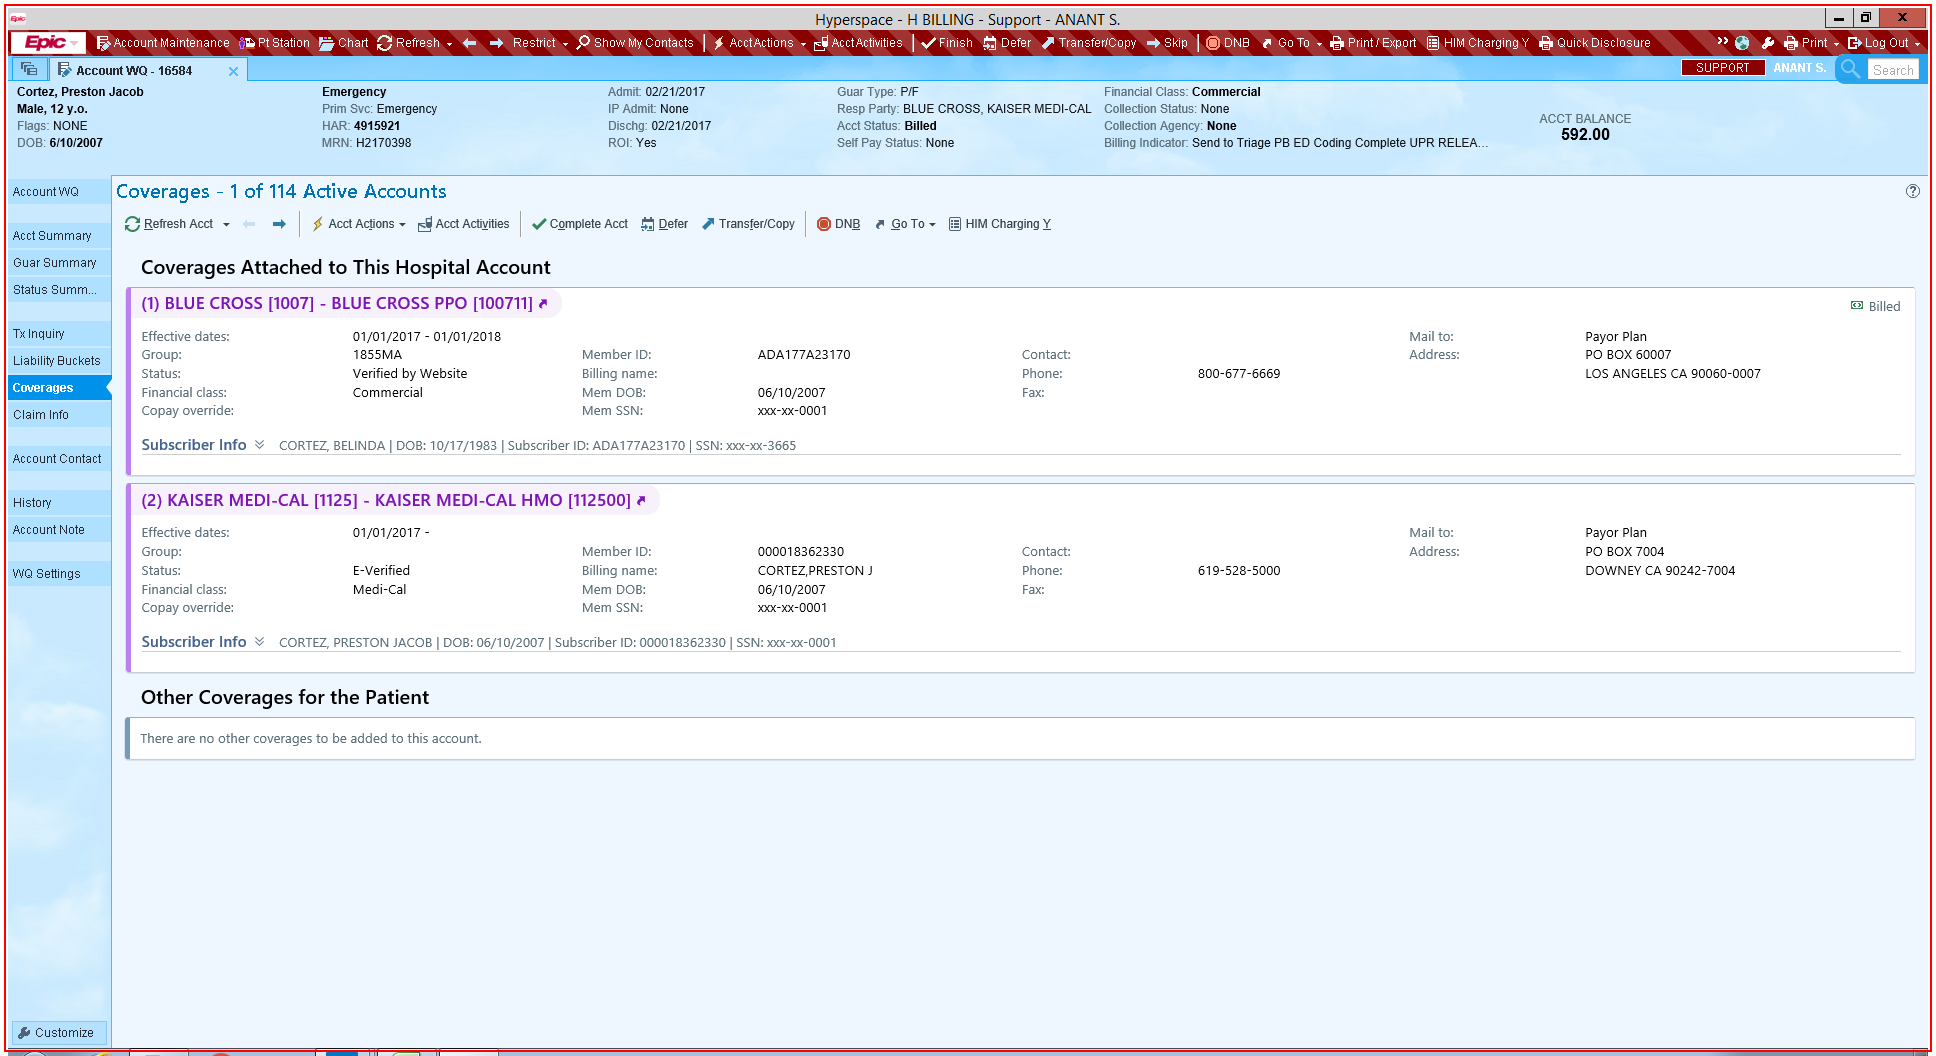 Epic
Hyperspace - H BILLING - Support - ANANT S.
Epic Account Maintenance Pt Station Chart Refresh Restrict Show My Contacts Acct Actions Acct Activities Finish Defer Transfer/Copy Skip DNB Go To Print / Export HIM Charging Y Quick Disclosure Print Log Out
Account WQ - 16584 SUPPORT ANANT S. Search
Cortez, Preston Jacob Emergency Admit: 02/21/2017 Guar Type: P/F Financial Class: Commercial
Male, 12 y.o. Prim Svc: Emergency IP Admit: None Resp Party: BLUE CROSS, KAISER MEDI-CAL Collection Status: None
Flags: NONE HAR: 4915921 Dischg: 02/21/2017 Acct Status: Billed Collection Agency: None
DOB: 6/10/2007 MRN: H2170398 ROI: Yes Self Pay Status: None Billing Indicator: Send to Triage PB ED Coding Complete UPR RELEA...
ACCT BALANCE
592.00
Account WQ
Acct Summary
Guar Summary
Status Summ...
Tx Inquiry
Liability Buckets
Coverages
Claim Info
Account Contact
History
Account Note
WQ Settings
Customize
Coverages - 1 of 114 Active Accounts
Refresh Acct Acct Actions Acct Activities Complete Acct Defer Transfer/Copy DNB Go To HIM Charging Y
Coverages Attached to This Hospital Account
(1) BLUE CROSS [1007] - BLUE CROSS PPO [100711] Billed
Effective dates: 01/01/2017 - 01/01/2018 Mail to: Payor Plan
Group: 1855MA Member ID: ADA177A23170 Contact: Address: PO BOX 60007
Status: Verified by Website Billing name: Phone: 800-677-6669 LOS ANGELES CA 90060-0007
Financial class: Commercial Mem DOB: 06/10/2007 Fax:
Copay override: Mem SSN: xxx-xx-0001
Subscriber Info CORTEZ, BELINDA | DOB: 10/17/1983 | Subscriber ID: ADA177A23170 | SSN: xxx-xx-3665
(2) KAISER MEDI-CAL [1125] - KAISER MEDI-CAL HMO [112500]
Effective dates: 01/01/2017 - Mail to: Payor Plan
Group: Member ID: 000018362330 Contact: Address: PO BOX 7004
Status: E-Verified Billing name: CORTEZ,PRESTON J Phone: 619-528-5000 DOWNEY CA 90242-7004
Financial class: Medi-Cal Mem DOB: 06/10/2007 Fax:
Copay override: Mem SSN: xxx-xx-0001
Subscriber Info CORTEZ, PRESTON JACOB | DOB: 06/10/2007 | Subscriber ID: 000018362330 | SSN: xxx-xx-0001
Other Coverages for the Patient
There are no other coverages to be added to this account.